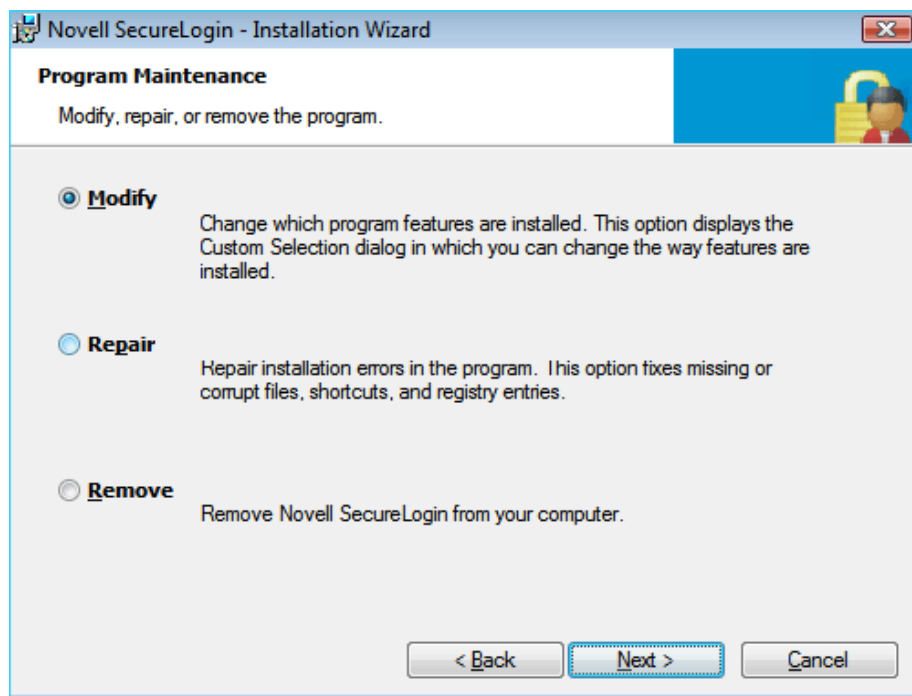 Novell SecureLogin - Installation Wizard
Program Maintenance
Modify, repair, or remove the program.
Modify
Change which program features are installed. This option displays the
Custom Selection dialog in which you can change the way features are
installed.
Repair
Repair installation errors in the program. This option fixes missing or
corrupt files, shortcuts, and registry entries.
Remove
Remove Novell SecureLogin from your computer.
< Back
Next >
Cancel